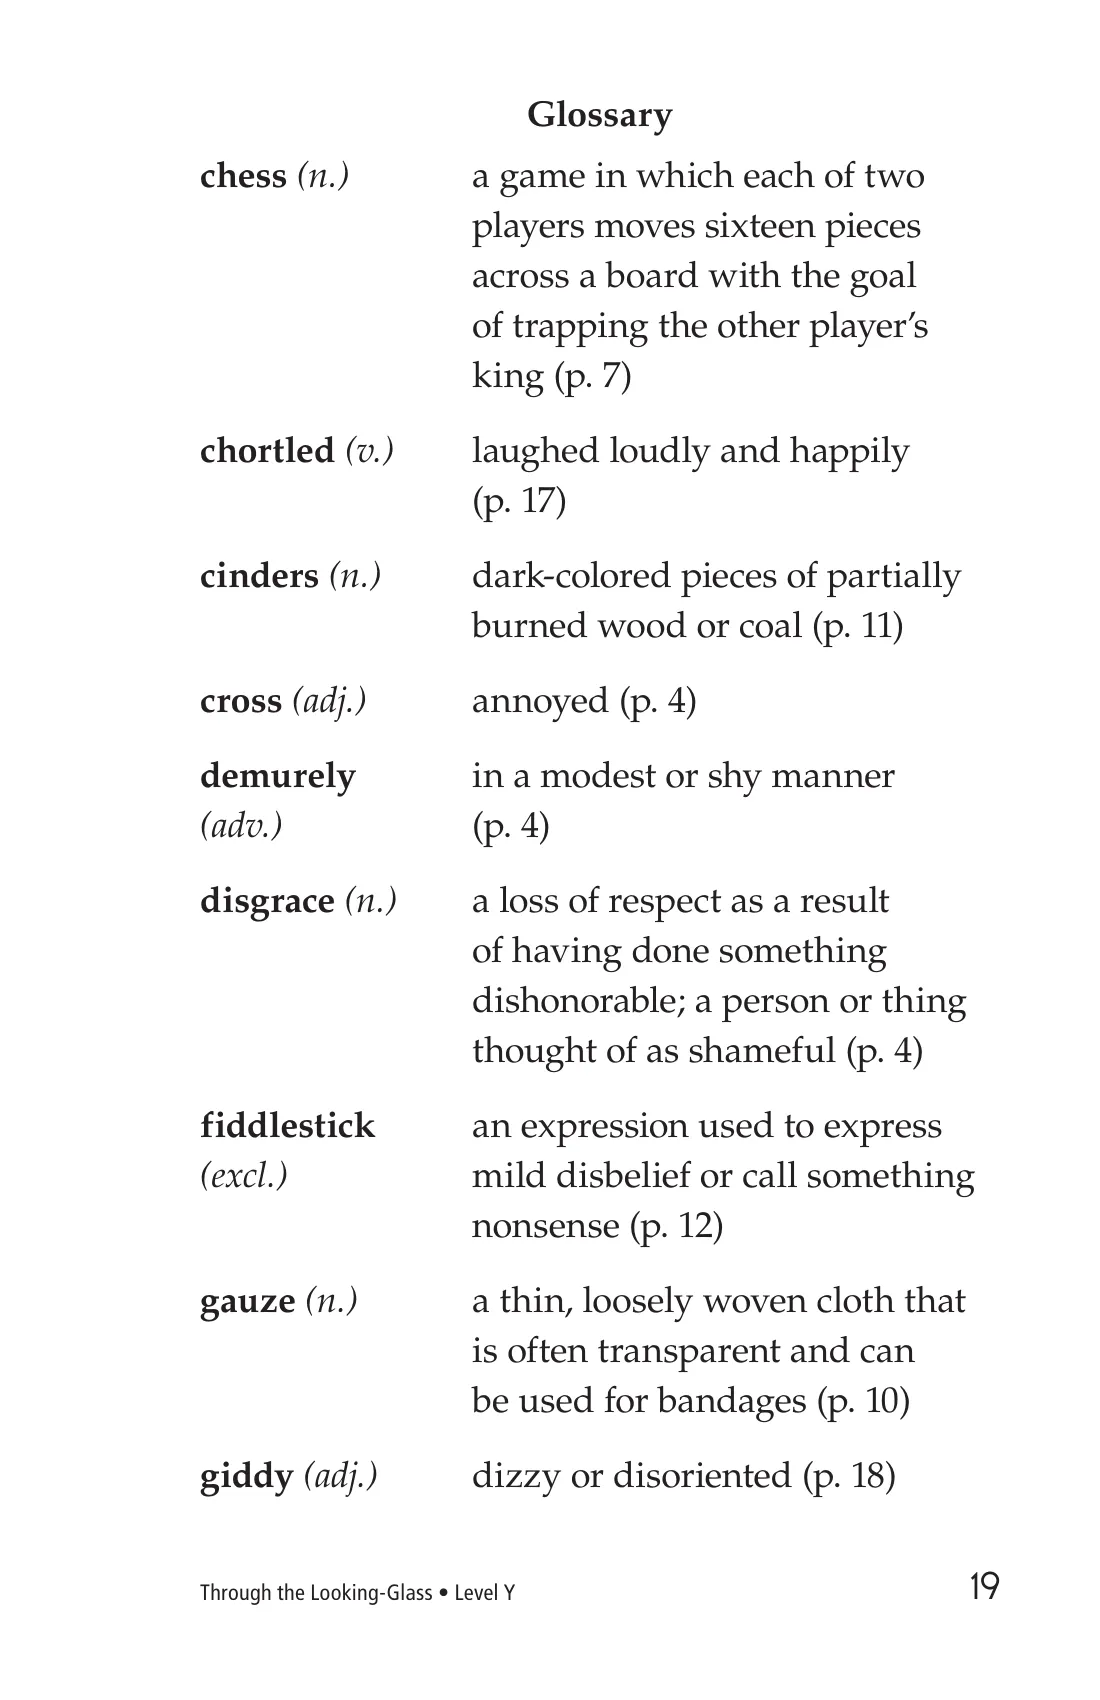 Glossary
chess (n.) a game in which each of two
players moves sixteen pieces
across a board with the goal
of trapping the other player’s
king (p. 7)
chortled (v.) laughed loudly and happily
(p. 17)
cinders (n.) dark-colored pieces of partially
burned wood or coal (p. 11)
cross (adj.) annoyed (p. 4)
demurely in a modest or shy manner
(adv.) (p. 4)
disgrace (n.) a loss of respect as a result
of having done something
dishonorable; a person or thing
thought of as shameful (p. 4)
fiddlestick an expression used to express
(excl.) mild disbelief or call something
nonsense (p. 12)
gauze (n.) a thin, loosely woven cloth that
is often transparent and can
be used for bandages (p. 10)
giddy (adj.) dizzy or disoriented (p. 18)
Through the Looking-Glass • Level Y 19